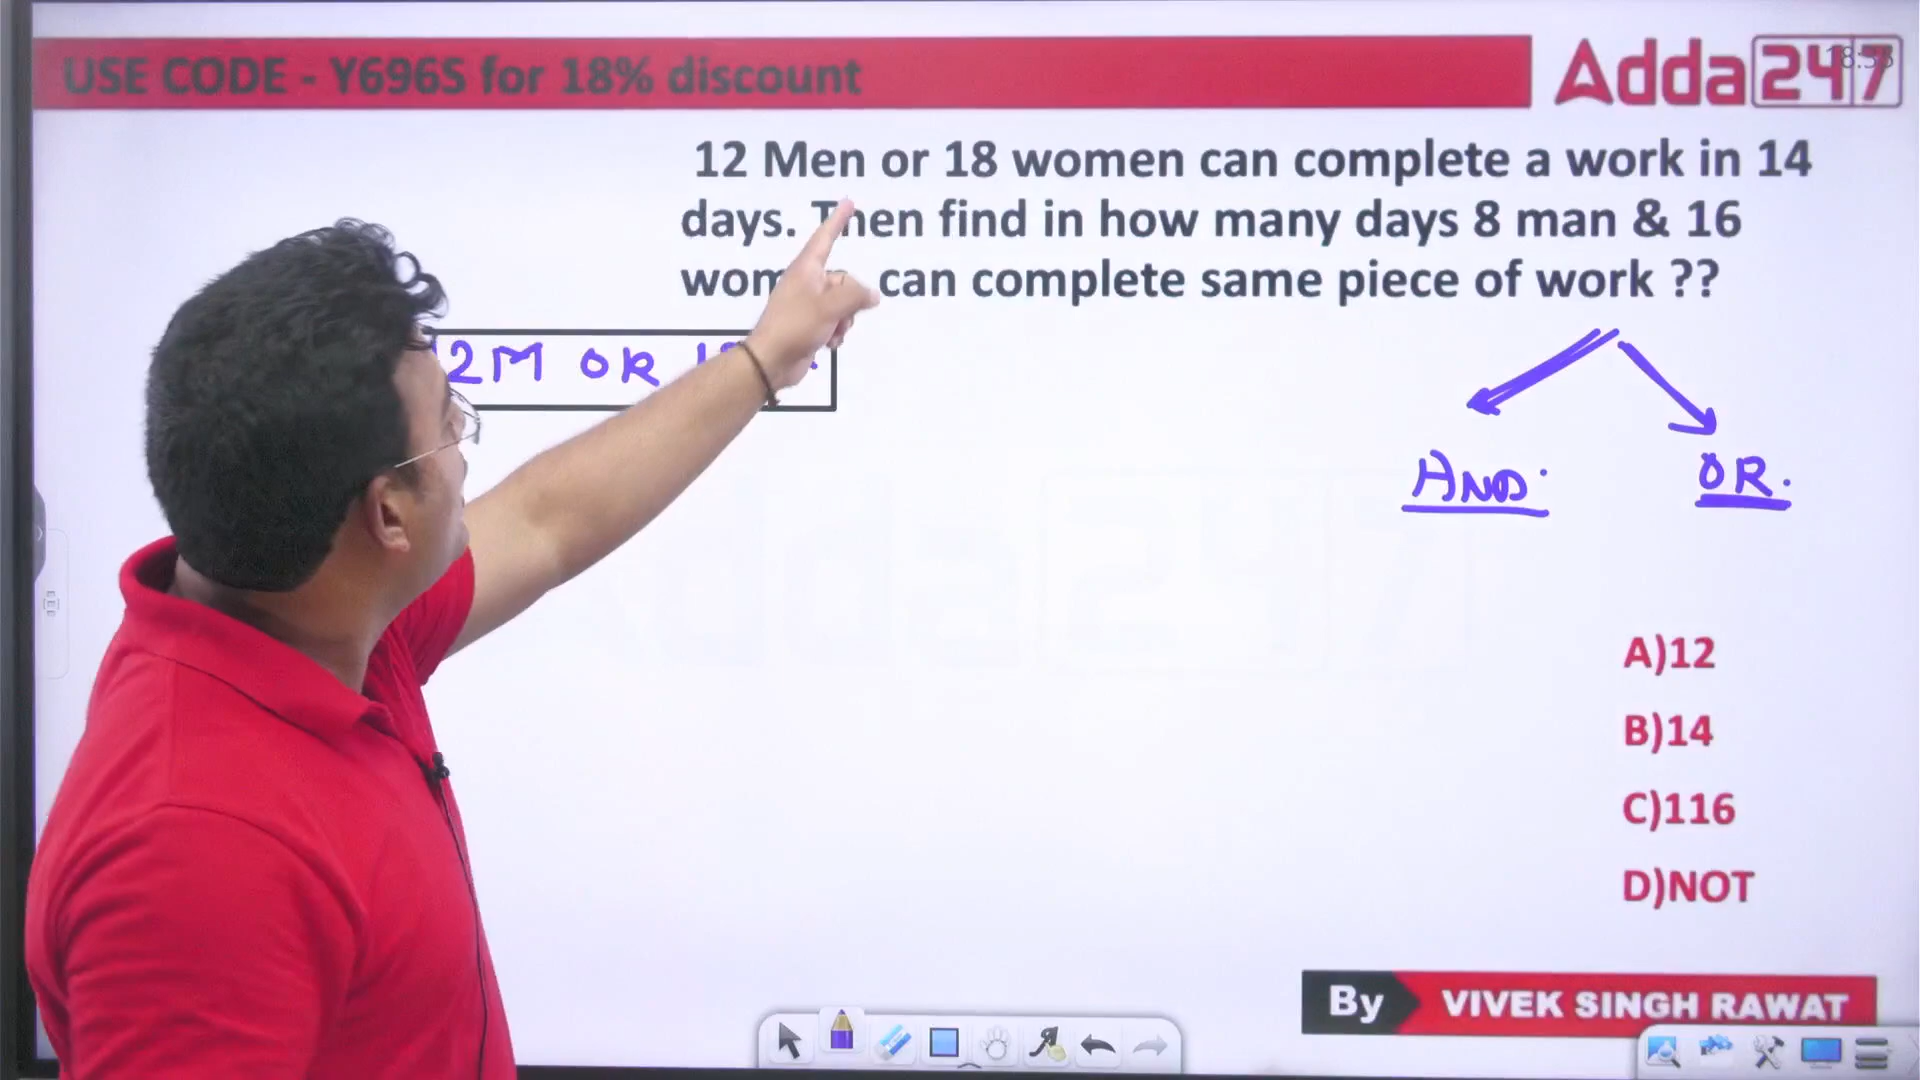 USE CODE - Y696S for 18% discount
Adda247
12 Men or 18 women can complete a work in 14
days. Then find in how many days 8 man & 16
can complete same piece of work ??
2M OR
AND.
OR.
A)12
B)14
C)116
D)NOT
By VIVEK SINGH RAWAT